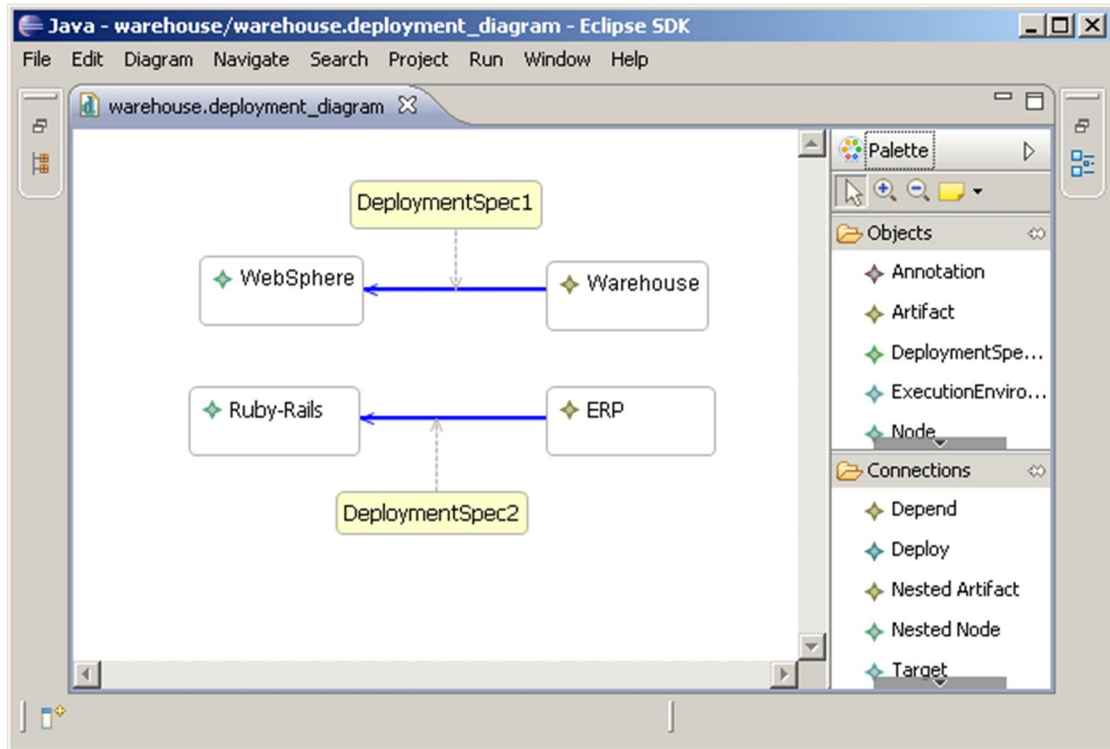 Java - warehouse/warehouse.deployment_diagram - Eclipse SDK
File Edit Diagram Navigate Search Project Run Window Help
warehouse.deployment_diagram
DeploymentSpec1
WebSphere
Warehouse
Ruby-Rails
ERP
DeploymentSpec2
Palette
Objects
Annotation
Artifact
DeploymentSpe...
ExecutionEnviro...
Node
Connections
Depend
Deploy
Nested Artifact
Nested Node
Target